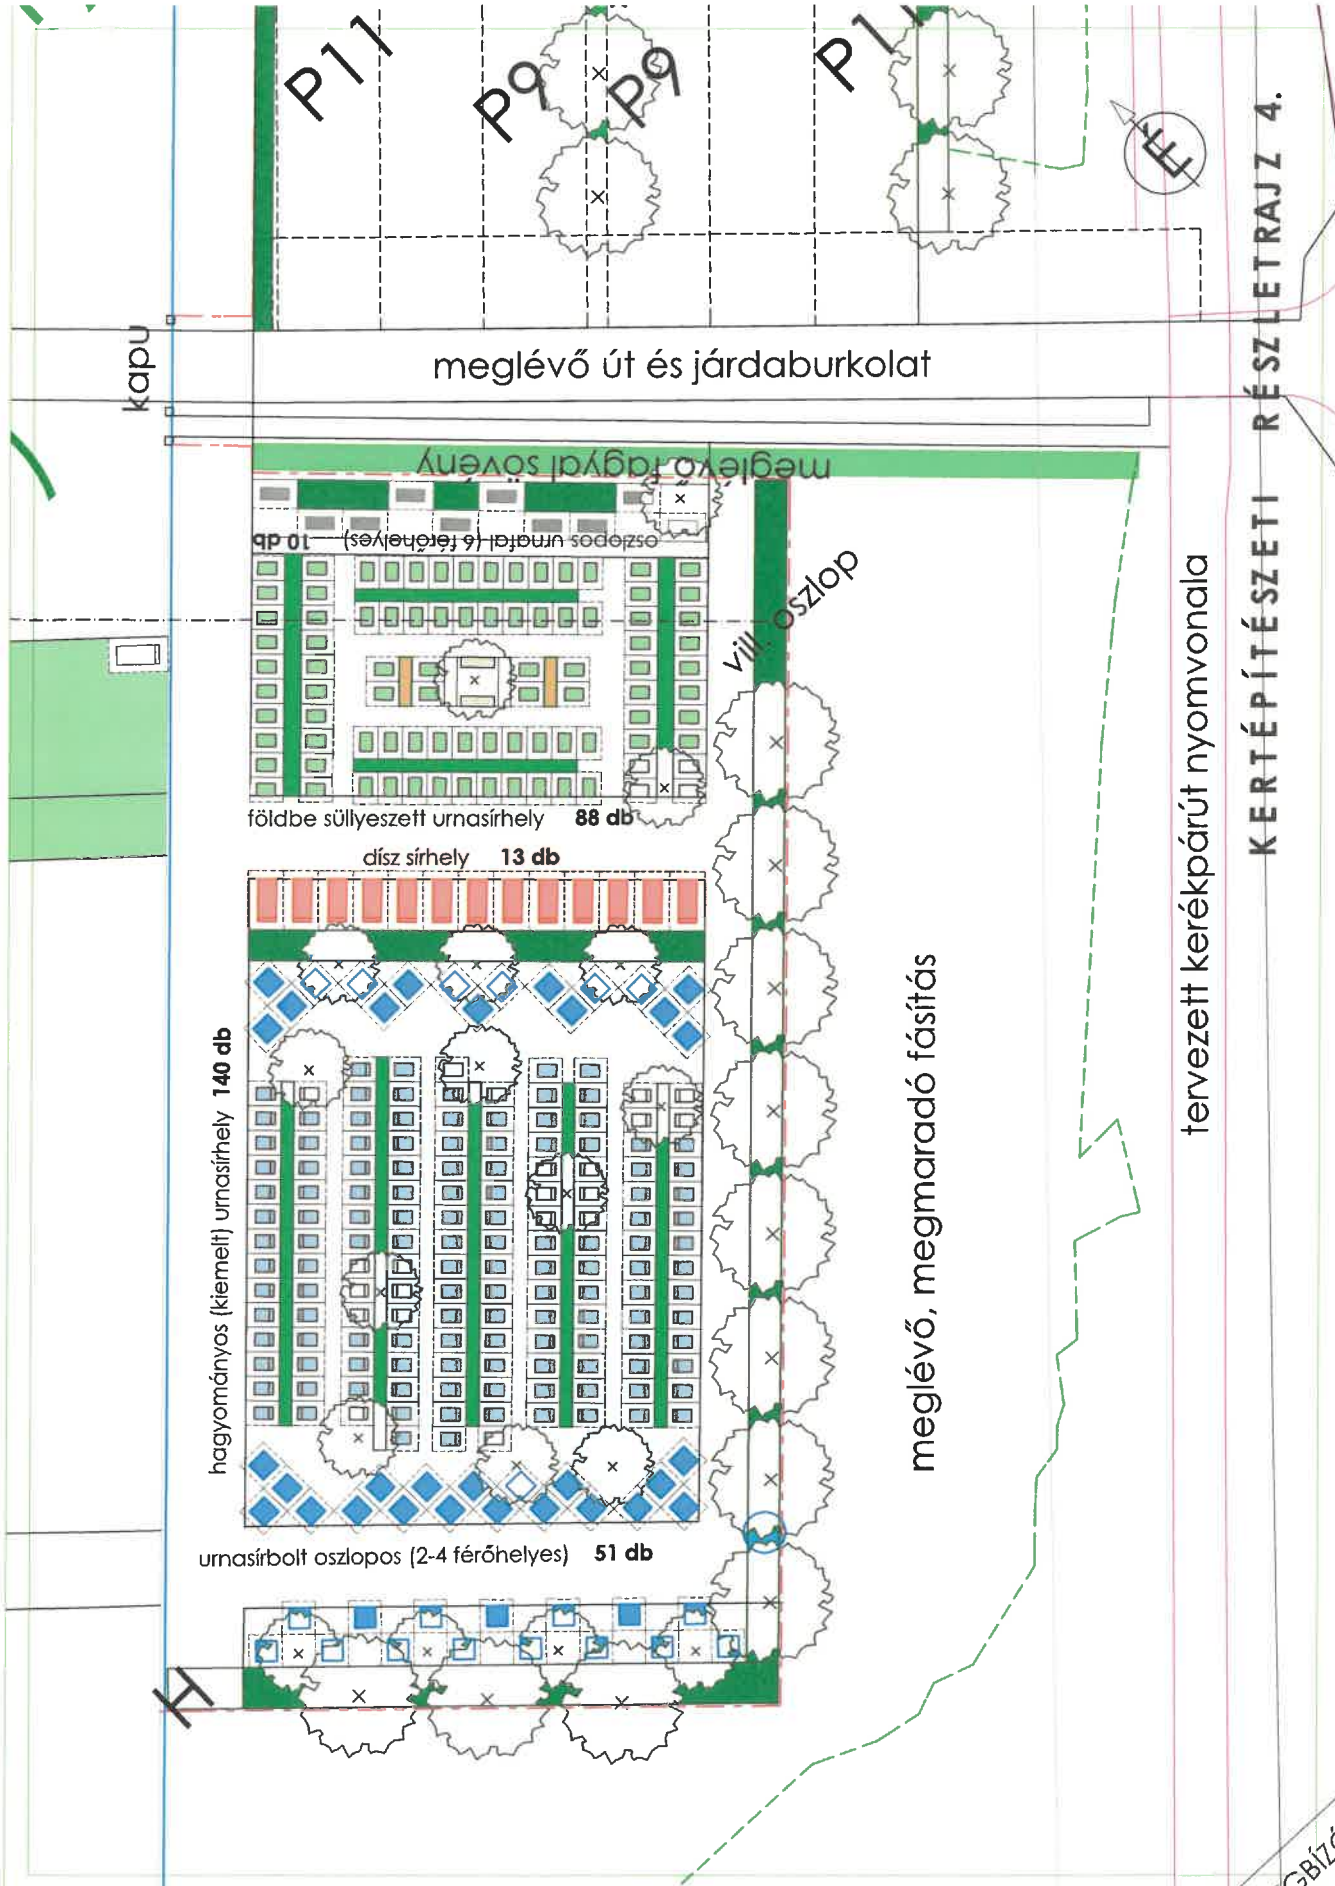 P11
P9
P9
kapu
meglévő út és járdaburkolat
meglévő fagyal sövény
oszlopos urnafal (6 férőhelyes) 10 db
vill. oszlop
földbe süllyesztett urnasírhely 88 db
dísz sírhely 13 db
hagyományos (kiemelt) urnasírhely 140 db
urnasírbolt oszlopos (2-4 férőhelyes) 51 db
H
meglévő, megmaradó fásítás
tervezett kerékpárút nyomvonala
KERTÉPÍTÉSZETI RÉSZLETRAJZ 4.
É